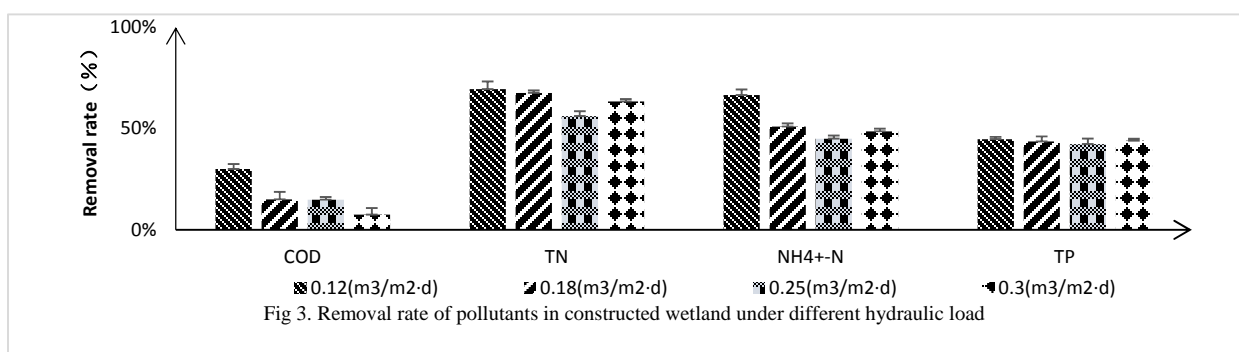 100%
Removal rate（%）
50%
0%
COD TN NH4+-N TP
0.12(m3/m2·d) 0.18(m3/m2·d) 0.25(m3/m2·d) 0.3(m3/m2·d)
Fig 3. Removal rate of pollutants in constructed wetland under different hydraulic load